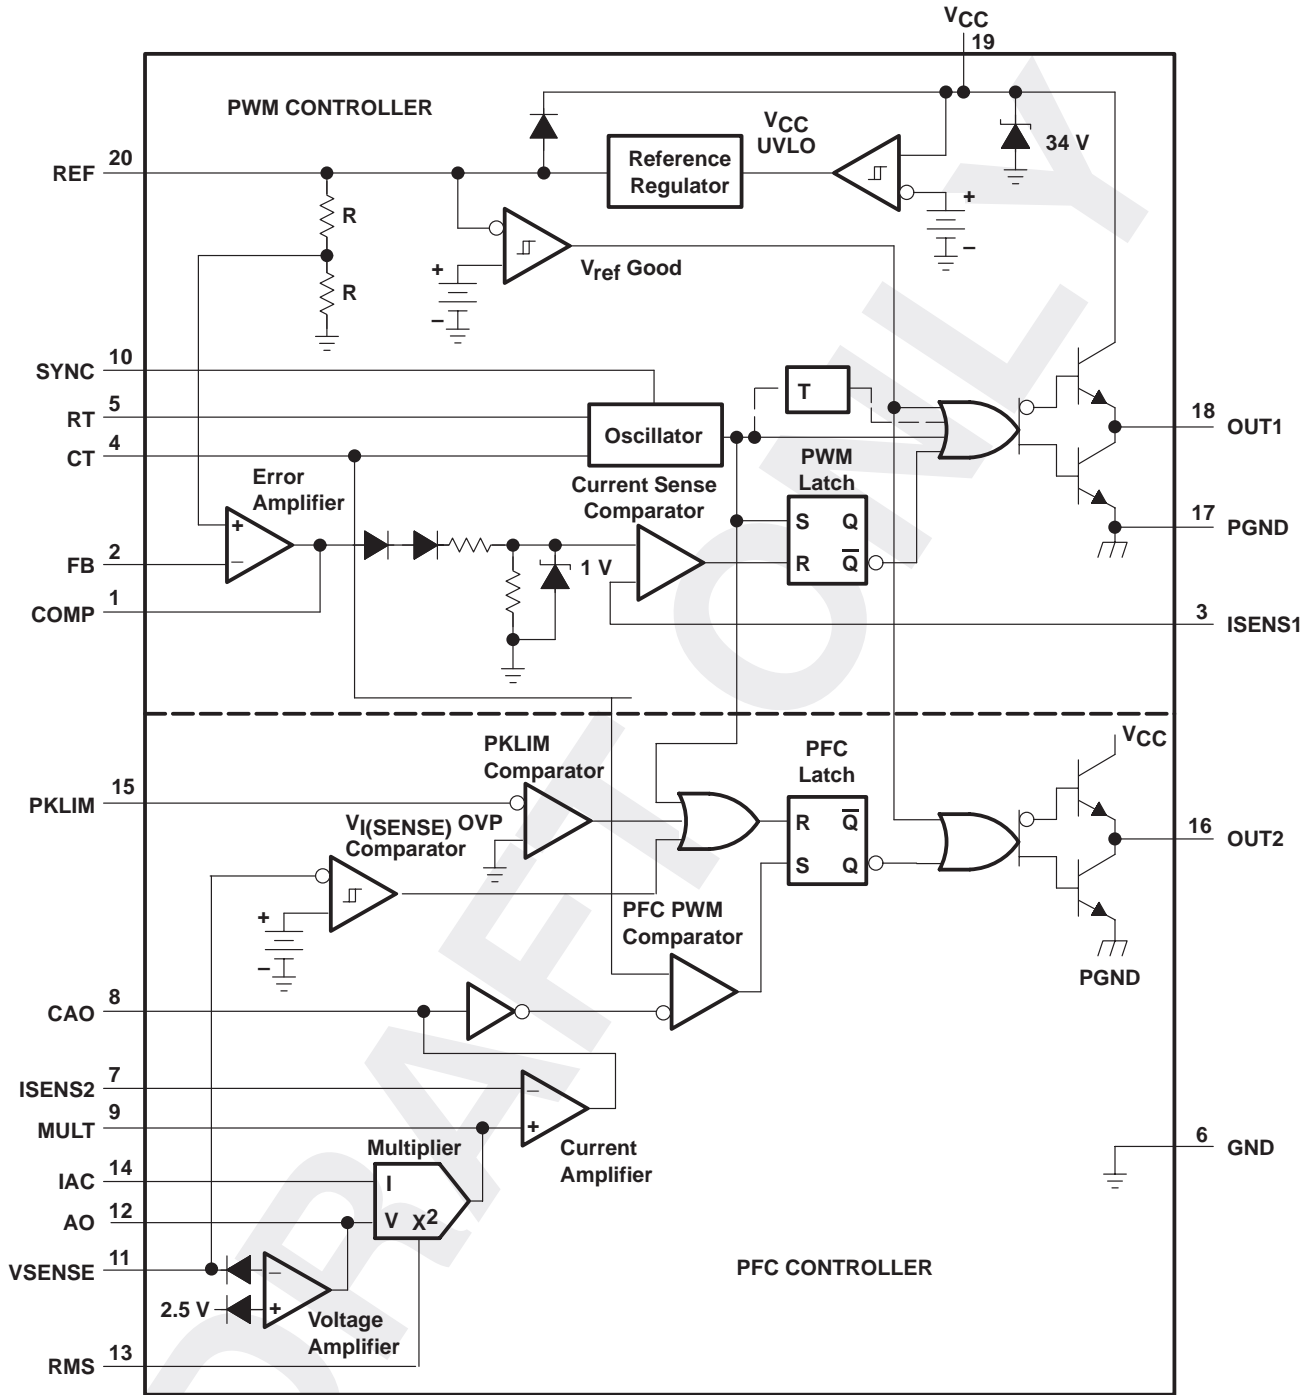 VCC
19
PWM CONTROLLER
VCC
UVLO
34 V
20
REF
Reference
Regulator
+
–
R
+
–
Vref Good
R
10
SYNC
5
RT
4
CT
Oscillator
T
18
OUT1
Error
Amplifier
Current Sense
Comparator
PWM
Latch
+
–
S Q
R Q
17
PGND
2
FB
1 V
1
COMP
3
ISENS1
PKLIM
Comparator
PFC
Latch
VCC
15
PKLIM
VI(SENSE) OVP
Comparator
R Q
S Q
16
OUT2
+
–
PFC PWM
Comparator
PGND
8
CAO
7
ISENS2
–
9
MULT
+
Multiplier
Current
Amplifier
6
GND
14
IAC
I
12
AO
V X2
11
VSENSE
–
PFC CONTROLLER
2.5 V
+
Voltage
Amplifier
13
RMS
DRAFT ONLY